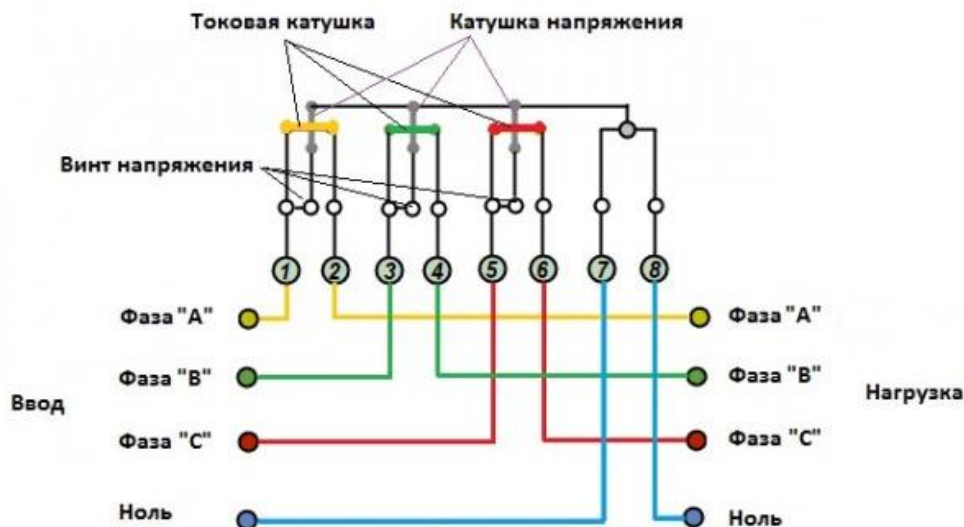 Токовая катушка
Катушка напряжения
Винт напряжения
1 2 3 4 5 6 7 8
Фаза "А"
Фаза "А"
Фаза "В"
Фаза "В"
Ввод
Нагрузка
Фаза "С"
Фаза "С"
Ноль
Ноль